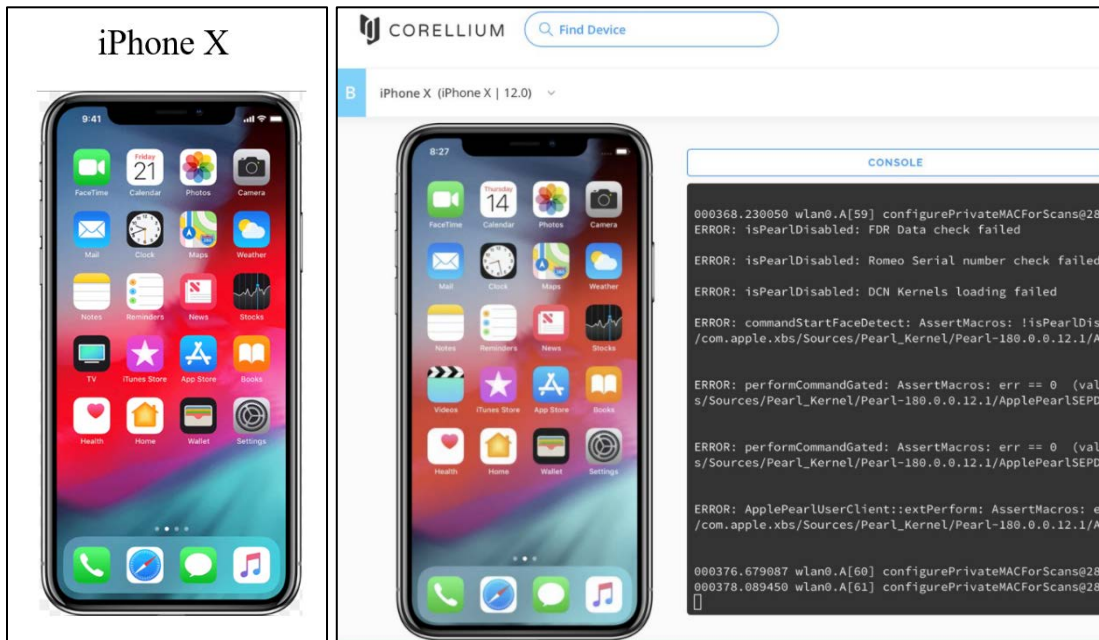 iPhone X
9:41
Friday
21
FaceTime Calendar Photos Camera
Mail Clock Maps Weather
Notes Reminders News Stocks
TV iTunes Store App Store Books
Health Home Wallet Settings
CORELLIUM
Find Device
B
iPhone X (iPhone X | 12.0)
8:27
Thursday
14
FaceTime Calendar Photos Camera
Mail Clock Maps Weather
Notes Reminders News Stocks
Videos iTunes Store App Store Books
Health Home Wallet Settings
CONSOLE
000368.230050 wlan0.A[59] configurePrivateMACForScans@28
ERROR: isPearlDisabled: FDR Data check failed
ERROR: isPearlDisabled: Romeo Serial number check failed
ERROR: isPearlDisabled: DCN Kernels loading failed
ERROR: commandStartFaceDetect: AssertMacros: !isPearlDis
/com.apple.xbs/Sources/Pearl_Kernel/Pearl-180.0.0.12.1/A
ERROR: performCommandGated: AssertMacros: err == 0 (val
s/Sources/Pearl_Kernel/Pearl-180.0.0.12.1/ApplePearlSEPD
ERROR: performCommandGated: AssertMacros: err == 0 (val
s/Sources/Pearl_Kernel/Pearl-180.0.0.12.1/ApplePearlSEPD
ERROR: ApplePearlUserClient::extPerform: AssertMacros: e
/com.apple.xbs/Sources/Pearl_Kernel/Pearl-180.0.0.12.1/A
000376.679087 wlan0.A[60] configurePrivateMACForScans@28
000378.089450 wlan0.A[61] configurePrivateMACForScans@28